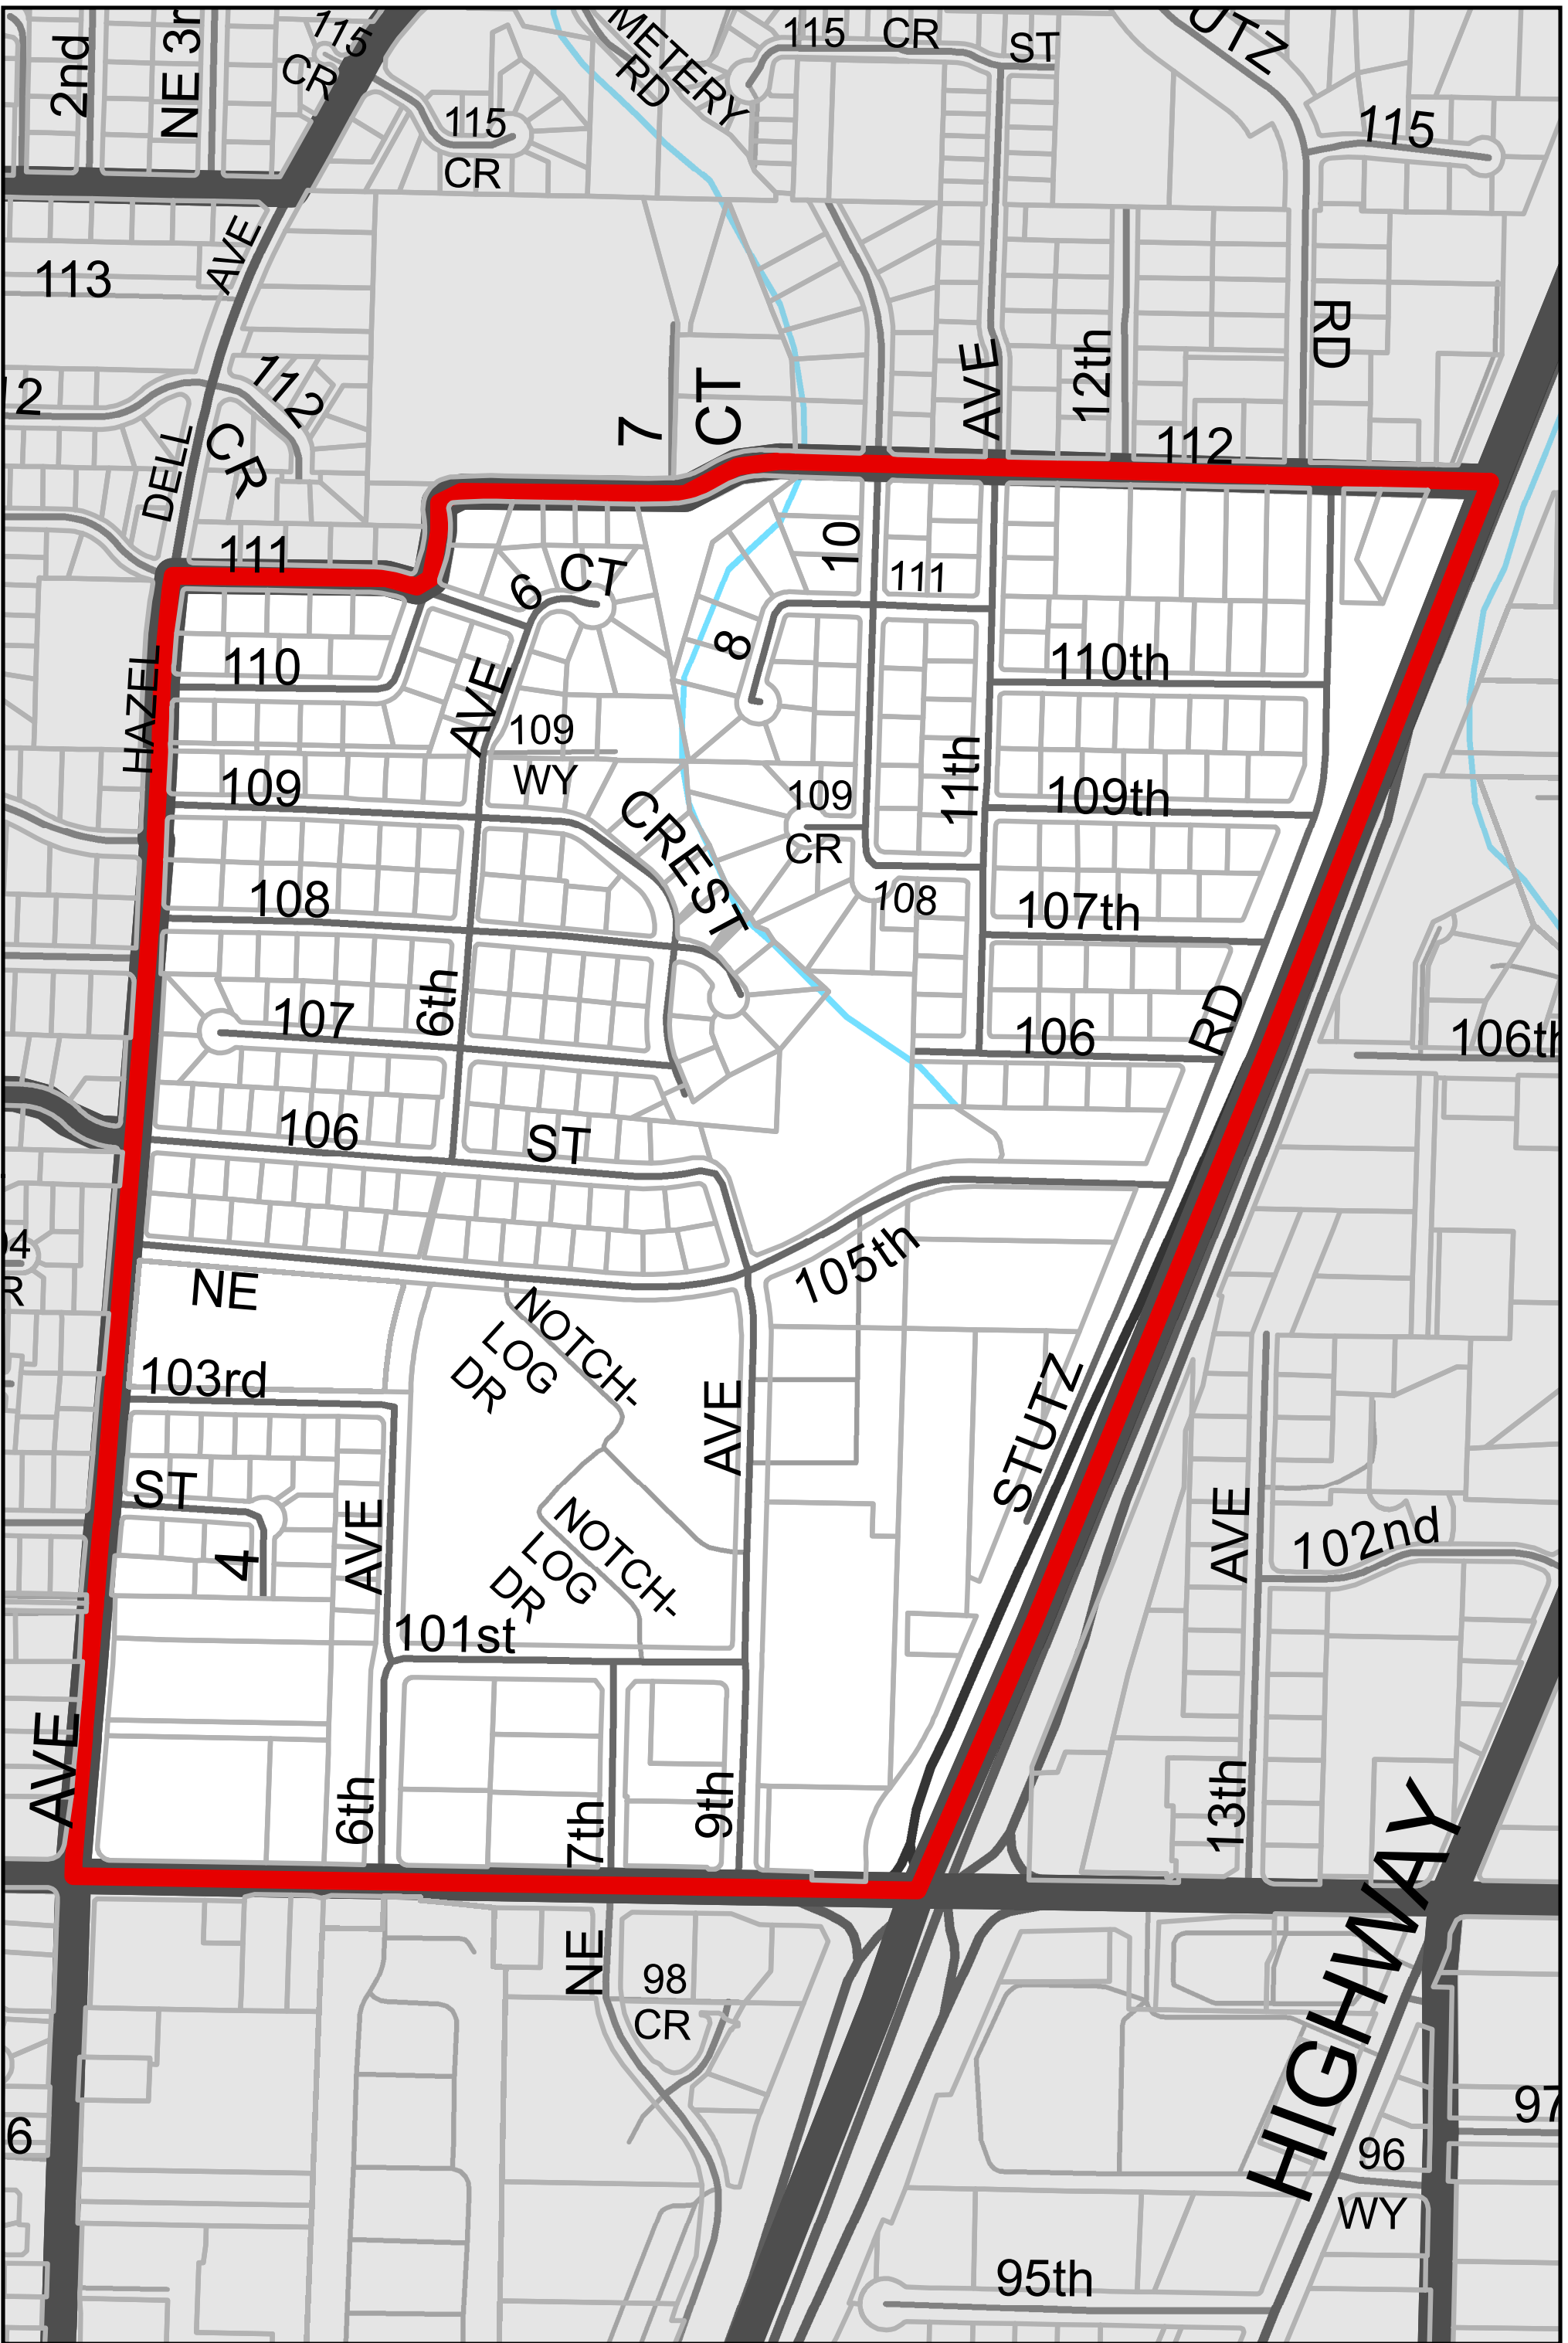 2nd
NE 3r
115
CR
METERY
RD
115
CR
ST
UTZ
115
CR
115
AVE
113
RD
12th
AVE
7
CT
112
2
112
CR
DELL
111
10
111
6
CT
8
110
110th
HAZEL
AVE
109
WY
109
11th
109
CR
109th
CREST
108
108
107th
6th
107
106
RD
106th
106
ST
105th
04
R
NE
NOTCH-
LOG
DR
103rd
AVE
STUTZ
ST
4
AVE
NOTCH-
LOG
DR
AVE
102nd
101st
AVE
6th
7th
9th
13th
HIGHWAY
NE
98
CR
6
97
96
WY
95th